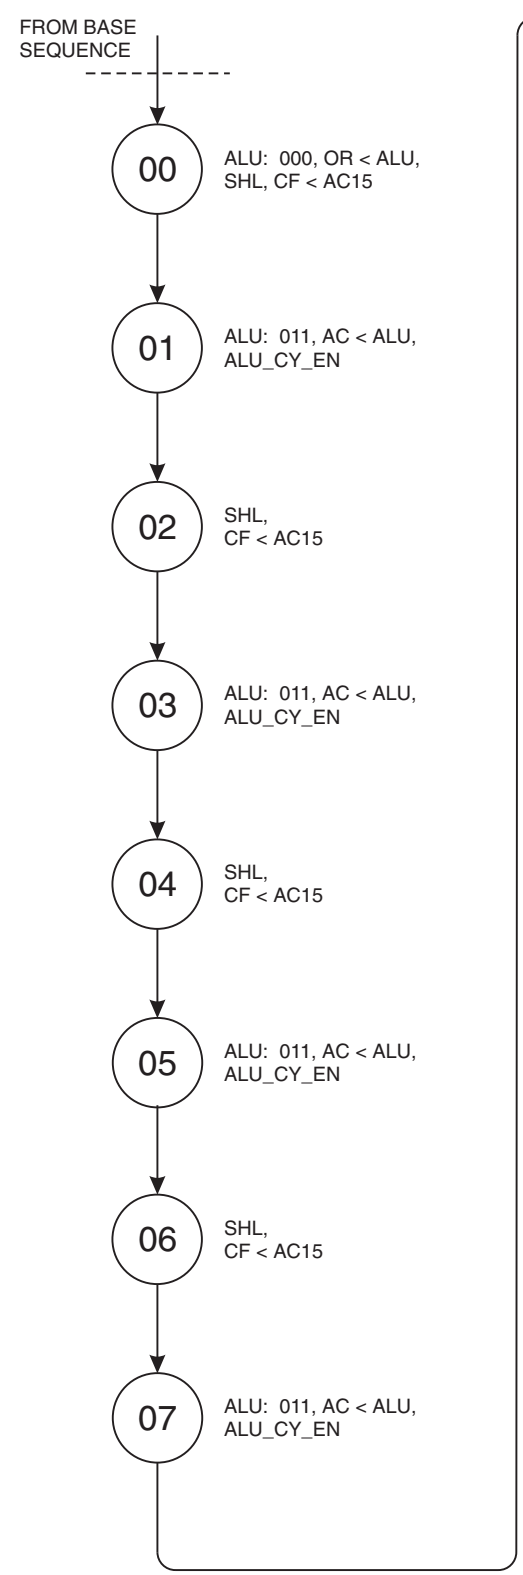 FROM BASE
SEQUENCE
00
ALU: 000, OR < ALU,
SHL, CF < AC15
01
ALU: 011, AC < ALU,
ALU_CY_EN
02
SHL,
CF < AC15
03
ALU: 011, AC < ALU,
ALU_CY_EN
04
SHL,
CF < AC15
05
ALU: 011, AC < ALU,
ALU_CY_EN
06
SHL,
CF < AC15
07
ALU: 011, AC < ALU,
ALU_CY_EN